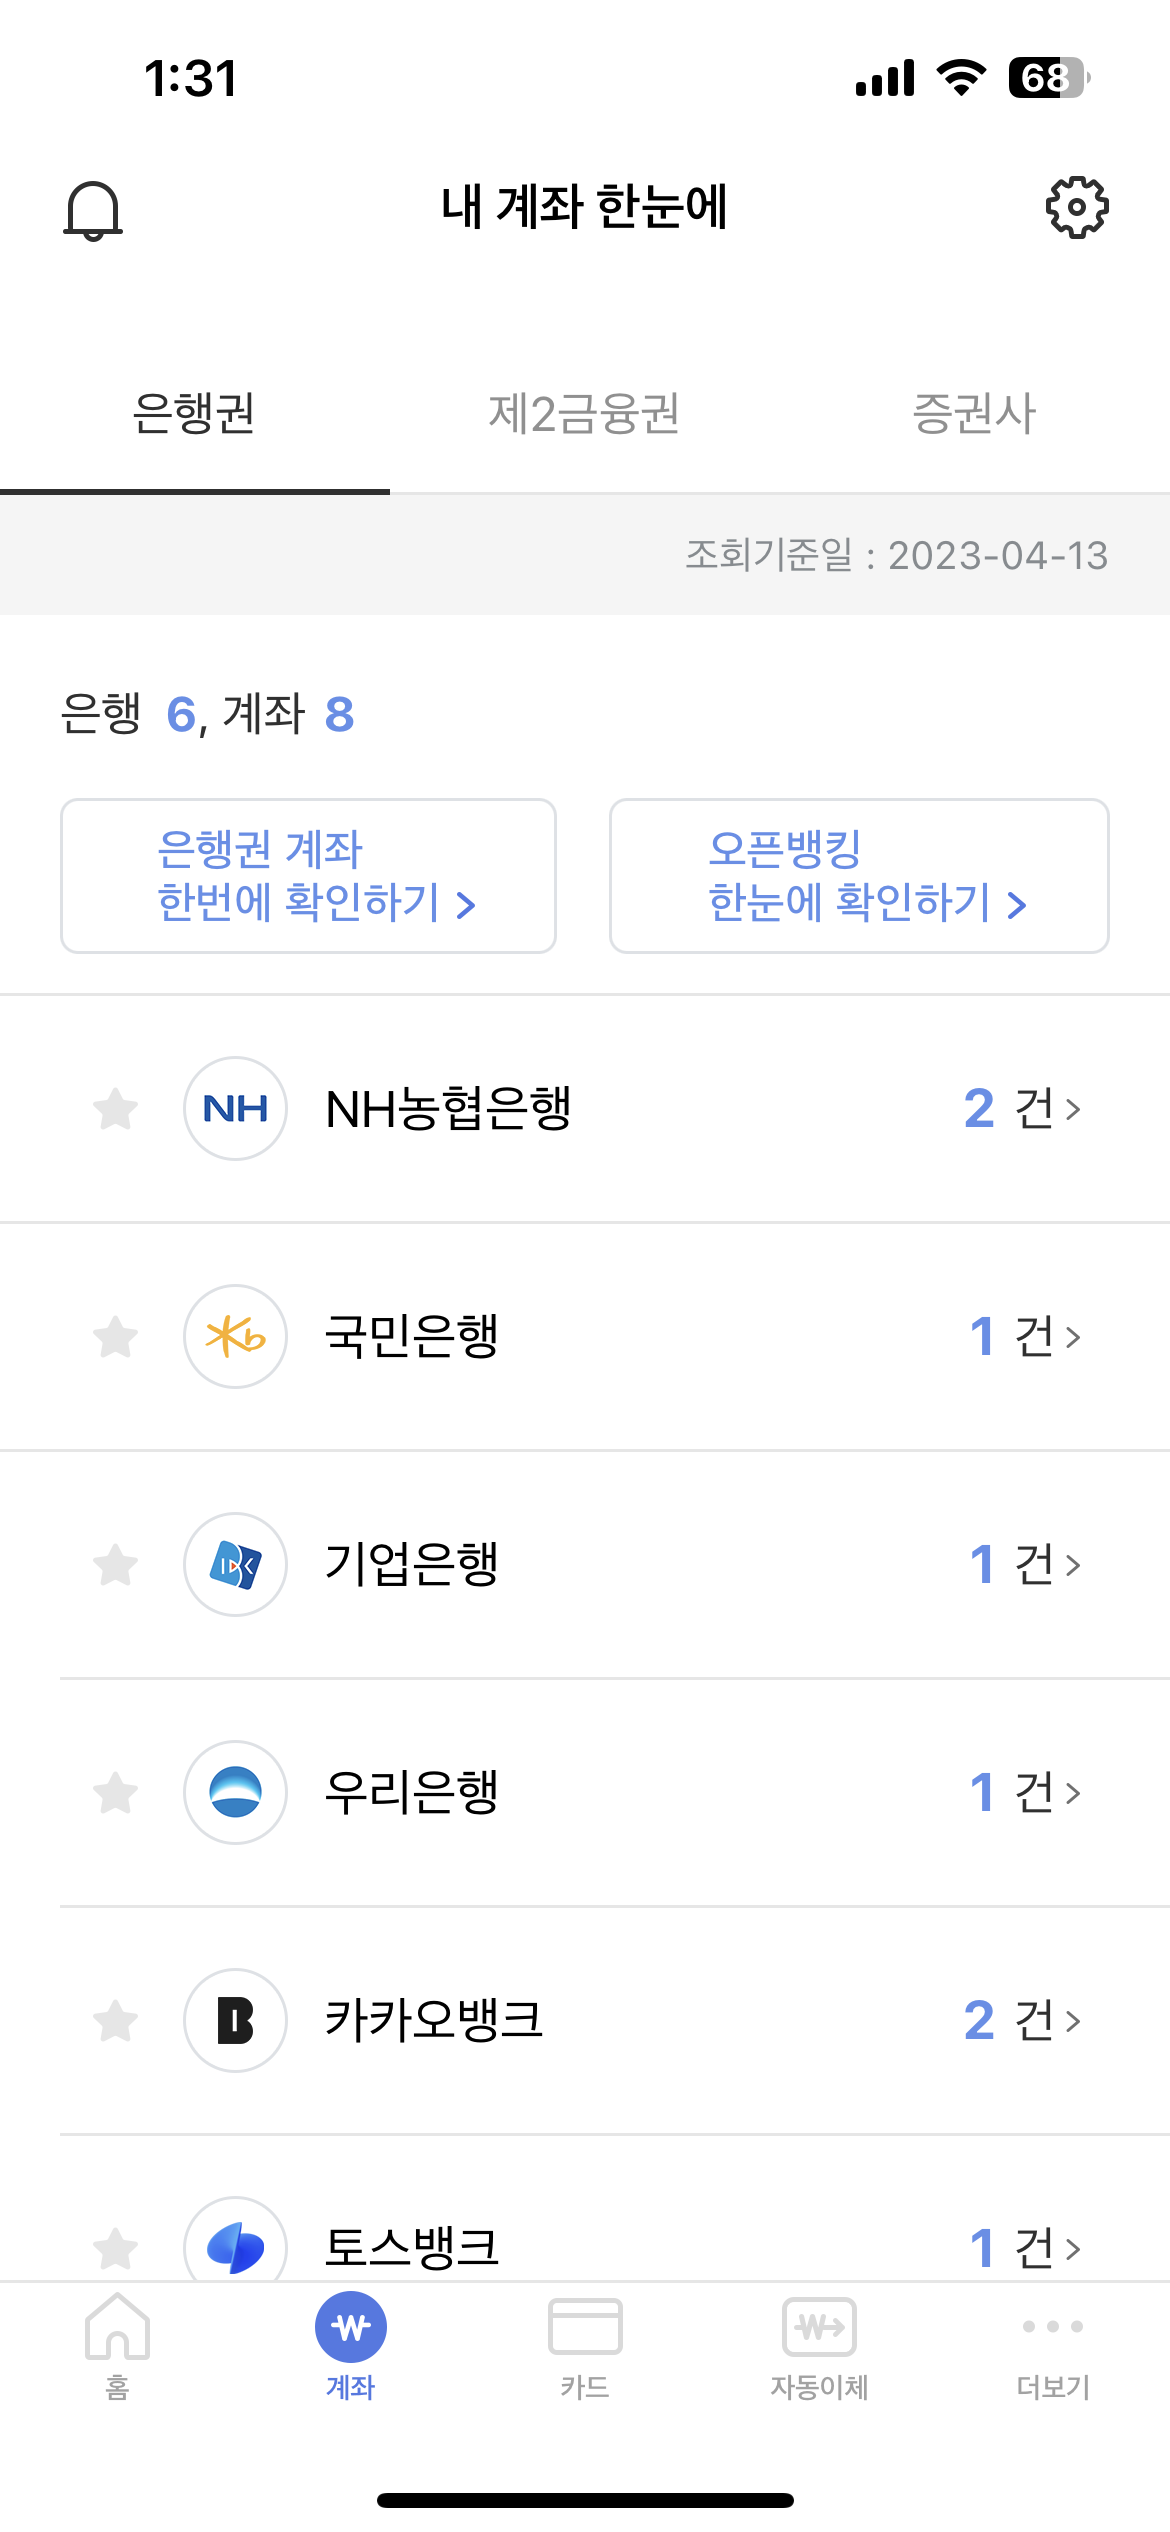 1:31
68
내 계좌 한눈에
은행권
제2금융권
증권사
조회기준일 : 2023-04-13
은행 6, 계좌 8
은행권 계좌
한번에 확인하기
오픈뱅킹
한눈에 확인하기
NH
NH농협은행
2 건
국민은행
1 건
IBK
기업은행
1 건
우리은행
1 건
카카오뱅크
2 건
토스뱅크
1 건
홈
계좌
카드
자동이체
더보기